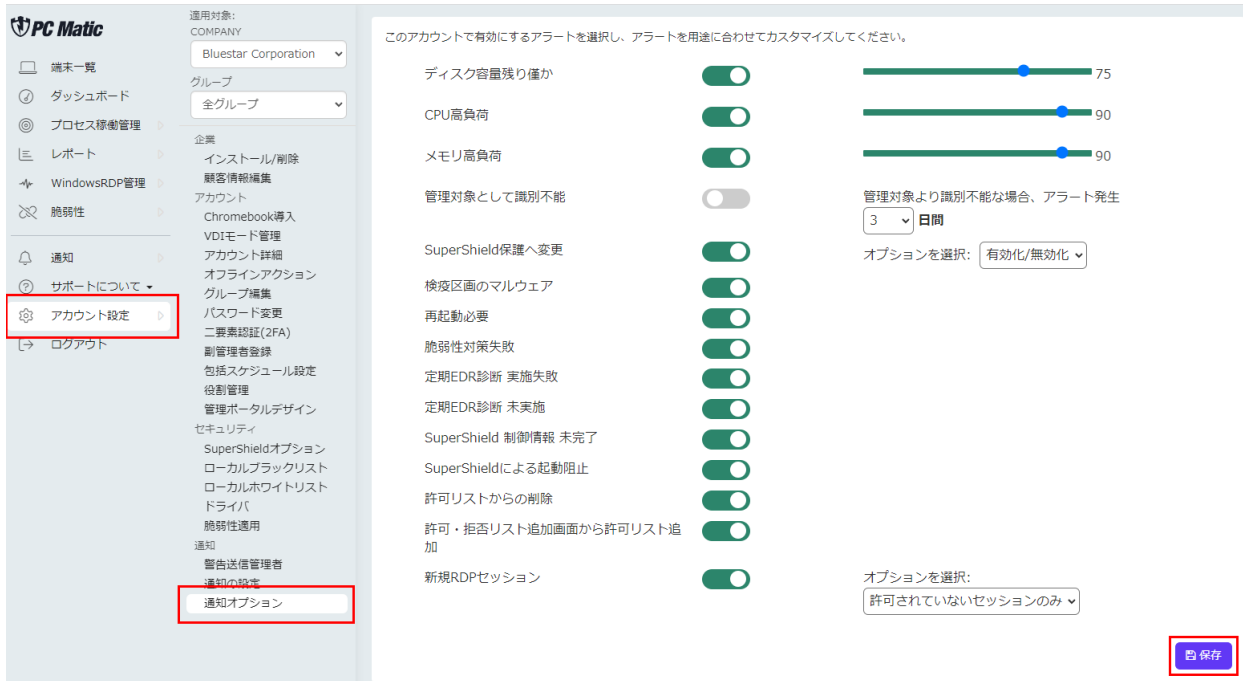 PC Matic
端末一覧
ダッシュボード
プロセス稼働管理
レポート
WindowsRDP管理
脆弱性
通知
サポートについて
アカウント設定
ログアウト
適用対象:
COMPANY
Bluestar Corporation
グループ
全グループ
企業
インストール/削除
顧客情報編集
アカウント
Chromebook導入
VDIモード管理
アカウント詳細
オフラインアクション
グループ編集
パスワード変更
二要素認証(2FA)
副管理者登録
包括スケジュール設定
役割管理
管理ポータルデザイン
セキュリティ
SuperShieldオプション
ローカルブラックリスト
ローカルホワイトリスト
ドライバ
脆弱性適用
通知
警告送信管理者
通知の設定
通知オプション
このアカウントで有効にするアラートを選択し、アラートを用途に合わせてカスタマイズしてください。
ディスク容量残り僅か 75
CPU高負荷 90
メモリ高負荷 90
管理対象として識別不能 管理対象より識別不能な場合、アラート発生
3 日間
SuperShield保護へ変更 オプションを選択: 有効化/無効化
検疫区画のマルウェア
再起動必要
脆弱性対策失敗
定期EDR診断 実施失敗
定期EDR診断 未実施
SuperShield 制御情報 未完了
SuperShieldによる起動阻止
許可リストからの削除
許可・拒否リスト追加画面から許可リスト追
加
新規RDPセッション オプションを選択:
許可されていないセッションのみ
保存